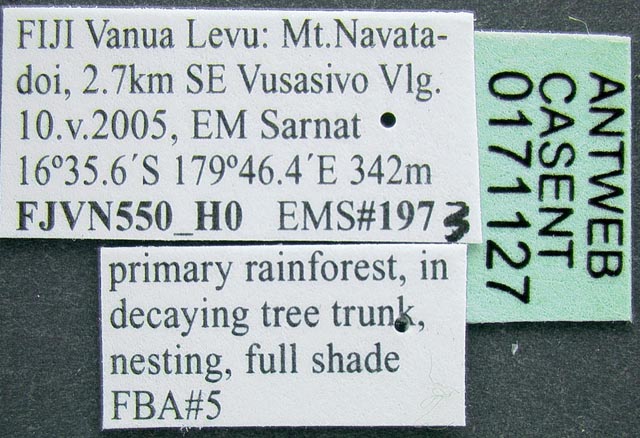 FIJI Vanua Levu: Mt.Navata-
doi, 2.7km SE Vusasivo Vlg.
10.v.2005, EM Sarnat
16º35.6´S 179º46.4´E 342m
FJVN550_H0 EMS#1973
primary rainforest, in
decaying tree trunk,
nesting, full shade
FBA#5
ANTWEB
CASENT
0171127